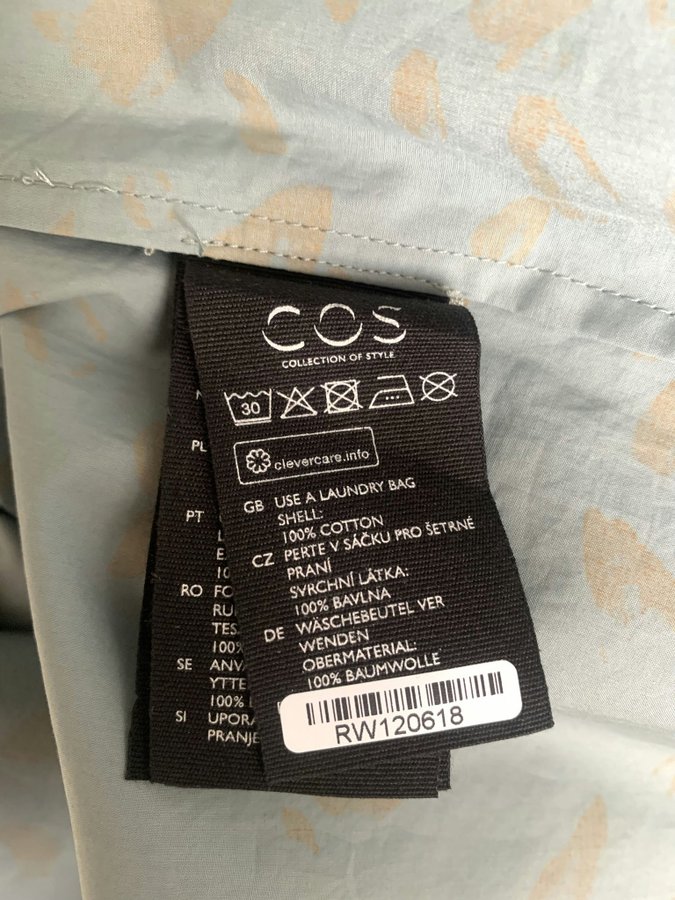 COS
COLLECTION OF STYLE
30
clevercare.info
GB USE A LAUNDRY BAG
SHELL:
100% COTTON
CZ PERTE V SÁČKU PRO ŠETRNÉ
PRANÍ
SVRCHNÍ LÁTKA:
100% BAVLNA
DE WÄSCHEBEUTEL VER
WENDEN
OBERMATERIAL:
100% BAUMWOLLE
RW120618
PL
PT
RO
SE
SI
PRANJE